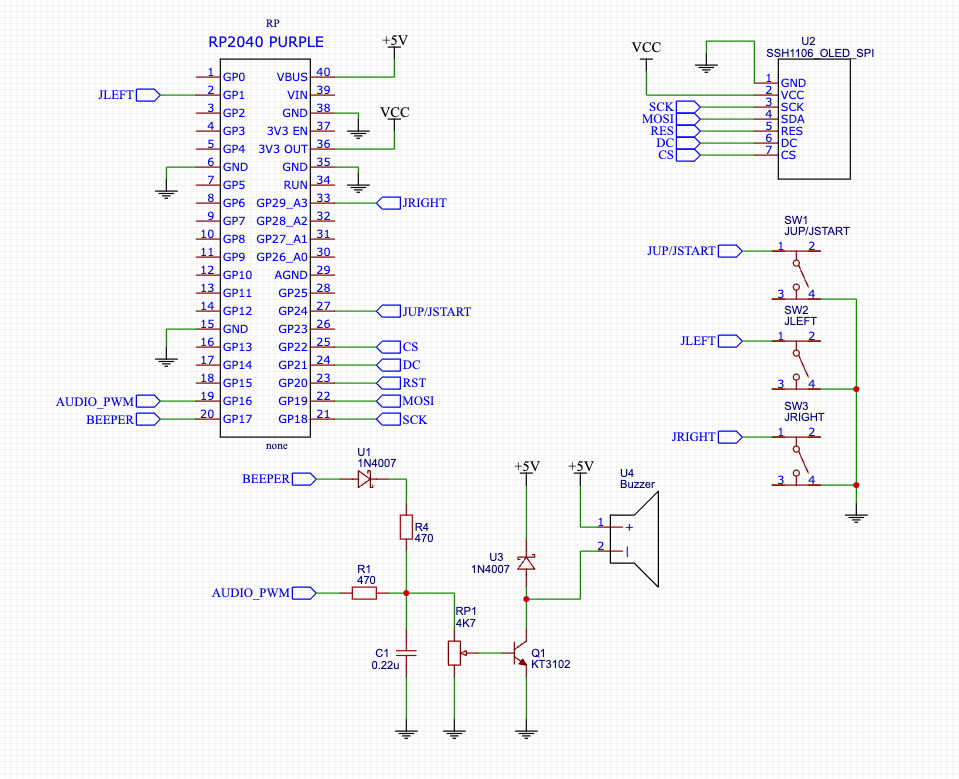 RP
RP2040 PURPLE
1 GP0 VBUS 40 +5V
JLEFT 2 GP1 VIN 39
3 GP2 GND 38
4 GP3 3V3 EN 37 VCC
5 GP4 3V3 OUT 36
6 GND GND 35
7 GP5 RUN 34
8 GP6 GP29_A3 33 JRIGHT
9 GP7 GP28_A2 32
10 GP8 GP27_A1 31
11 GP9 GP26_A0 30
12 GP10 AGND 29
13 GP11 GP25 28
14 GP12 GP24 27 JUP/JSTART
15 GND GP23 26
16 GP13 GP22 25 CS
17 GP14 GP21 24 DC
18 GP15 GP20 23 RST
AUDIO_PWM 19 GP16 GP19 22 MOSI
BEEPER 20 GP17 GP18 21 SCK
none
U2
SSH1106_OLED_SPI
VCC
1 GND
2 VCC
SCK 3 SCK
MOSI 4 SDA
RES 5 RES
DC 6 DC
CS 7 CS
SW1
JUP/JSTART
JUP/JSTART 1 2
3 4
SW2
JLEFT
JLEFT 1 2
3 4
SW3
JRIGHT
JRIGHT 1 2
3 4
U1
1N4007
BEEPER
R4
470
R1
470
AUDIO_PWM
C1
0.22u
RP1
4K7
+5V
+5V
U3
1N4007
U4
Buzzer
1 +
2 |
Q1
KT3102